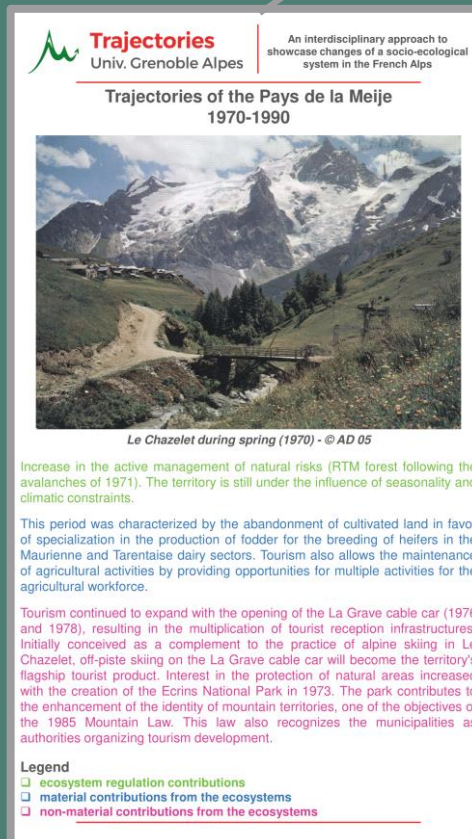 Trajectories
Univ. Grenoble Alpes
An interdisciplinary approach to
showcase changes of a socio-ecological
system in the French Alps
Trajectories of the Pays de la Meije
1970-1990
Le Chazelet during spring (1970) - © AD 05
Increase in the active management of natural risks (RTM forest following the
avalanches of 1971). The territory is still under the influence of seasonality and
climatic constraints.
This period was characterized by the abandonment of cultivated land in favo
of specialization in the production of fodder for the breeding of heifers in the
Maurienne and Tarentaise dairy sectors. Tourism also allows the maintenance
of agricultural activities by providing opportunities for multiple activities for the
agricultural workforce.
Tourism continued to expand with the opening of the La Grave cable car (1976
and 1978), resulting in the multiplication of tourist reception infrastructures
Initially conceived as a complement to the practice of alpine skiing in Le
Chazelet, off-piste skiing on the La Grave cable car will become the territory's
flagship tourist product. Interest in the protection of natural areas increased
with the creation of the Ecrins National Park in 1973. The park contributes to
the enhancement of the identity of mountain territories, one of the objectives o
the 1985 Mountain Law. This law also recognizes the municipalities as
authorities organizing tourism development.
Legend
ecosystem regulation contributions
material contributions from the ecosystems
non-material contributions from the ecosystems